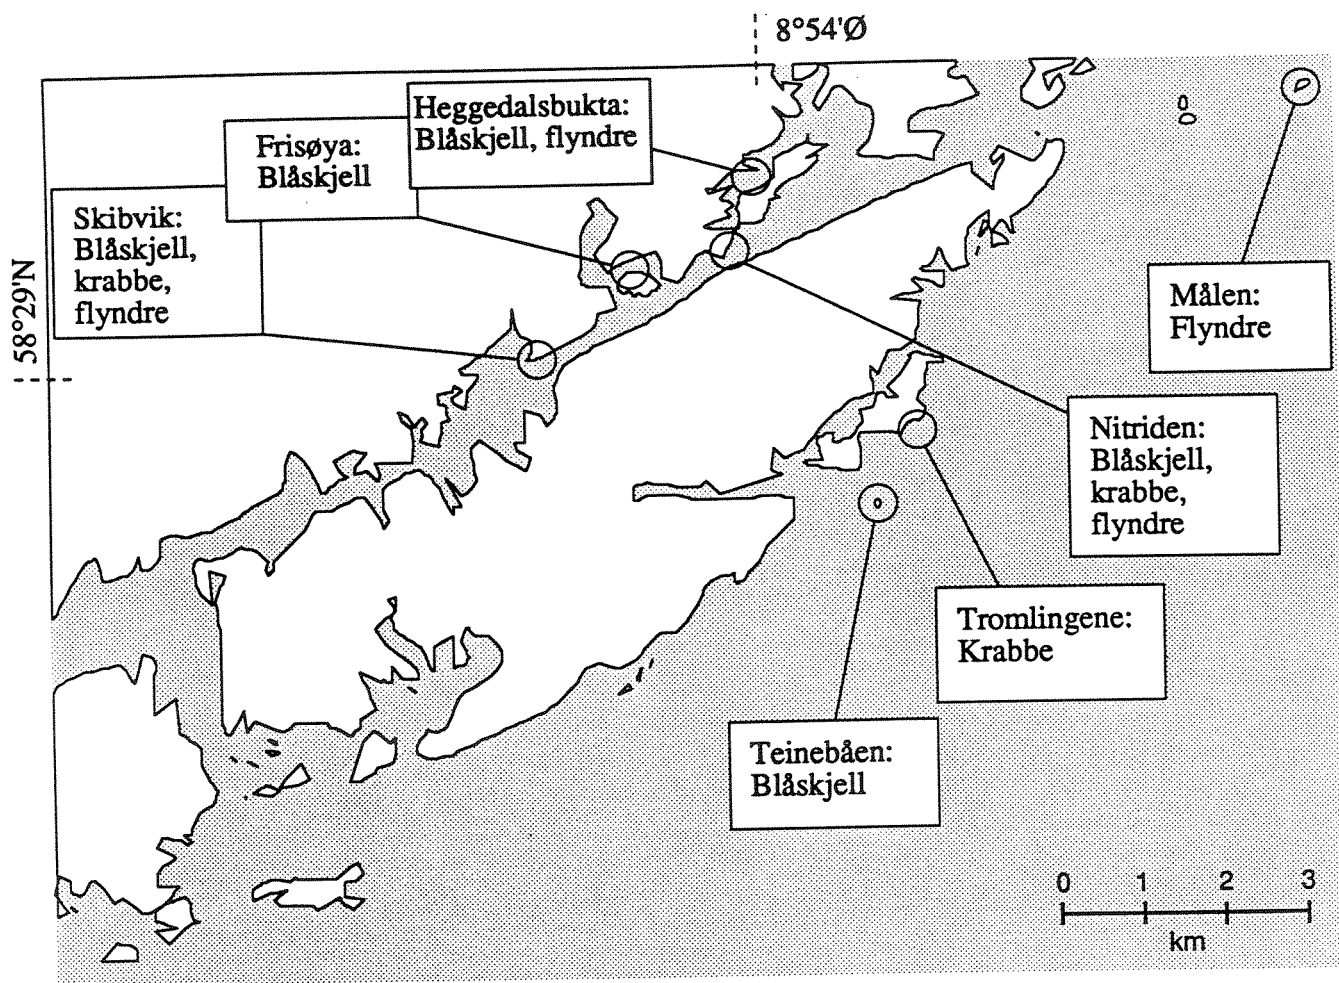 8°54'Ø
Heggedalsbukta:
Blåskjell, flyndre
Frisøya:
Blåskjell
Skibvik:
Blåskjell,
krabbe,
flyndre
58°29'N
Målen:
Flyndre
Nitriden:
Blåskjell,
krabbe,
flyndre
Tromlingene:
Krabbe
Teinebåen:
Blåskjell
0 1 2 3
km